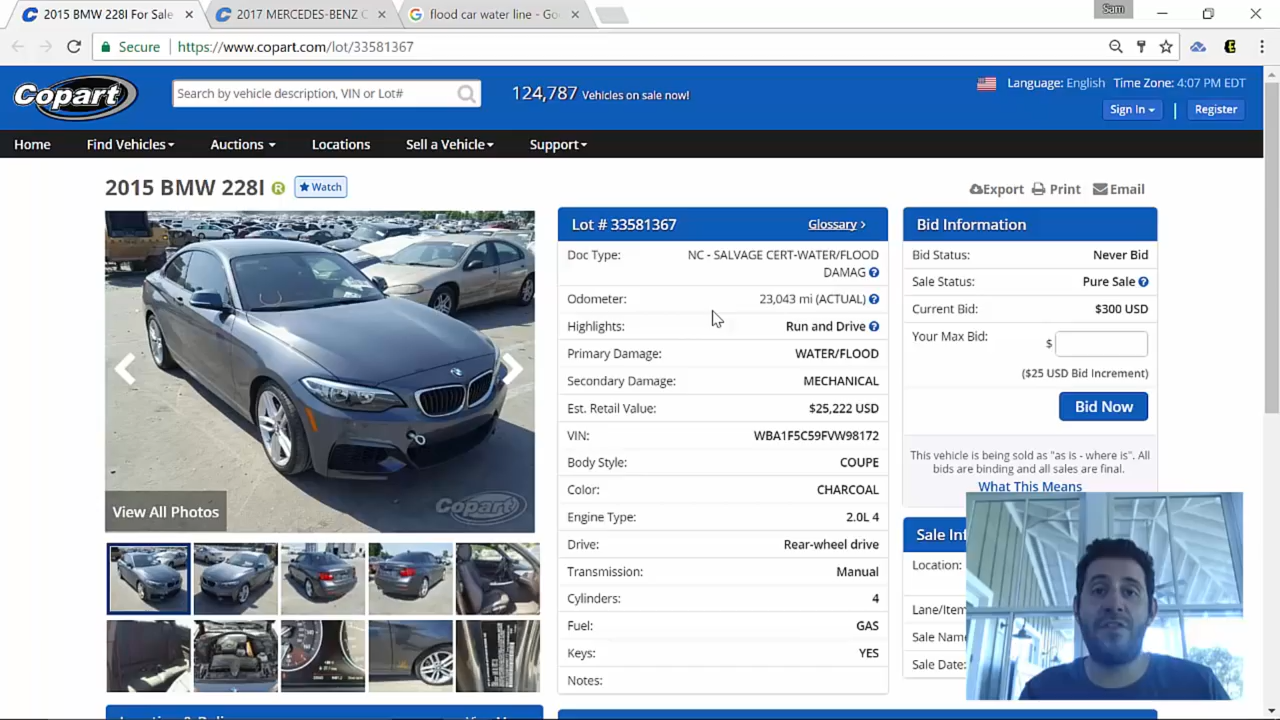 2015 BMW 228I For Sale
2017 MERCEDES-BENZ C
flood car water line - Go
Sam
Secure
https://www.copart.com/lot/33581367
Copart
Search by vehicle description, VIN or Lot#
124,787 Vehicles on sale now!
Language: English
Time Zone: 4:07 PM EDT
Sign In
Register
Home
Find Vehicles
Auctions
Locations
Sell a Vehicle
Support
2015 BMW 228I
R
Watch
Export
Print
Email
View All Photos
Copart
Lot # 33581367
Glossary
Doc Type: NC - SALVAGE CERT-WATER/FLOOD
DAMAG
Odometer: 23,043 mi (ACTUAL)
Highlights: Run and Drive
Primary Damage: WATER/FLOOD
Secondary Damage: MECHANICAL
Est. Retail Value: $25,222 USD
VIN: WBA1F5C59FVW98172
Body Style: COUPE
Color: CHARCOAL
Engine Type: 2.0L 4
Drive: Rear-wheel drive
Transmission: Manual
Cylinders: 4
Fuel: GAS
Keys: YES
Notes:
Bid Information
Bid Status: Never Bid
Sale Status: Pure Sale
Current Bid: $300 USD
Your Max Bid: $
($25 USD Bid Increment)
Bid Now
This vehicle is being sold as "as is - where is". All
bids are binding and all sales are final.
What This Means
Sale In
Location:
Lane/Item
Sale Name
Sale Date: